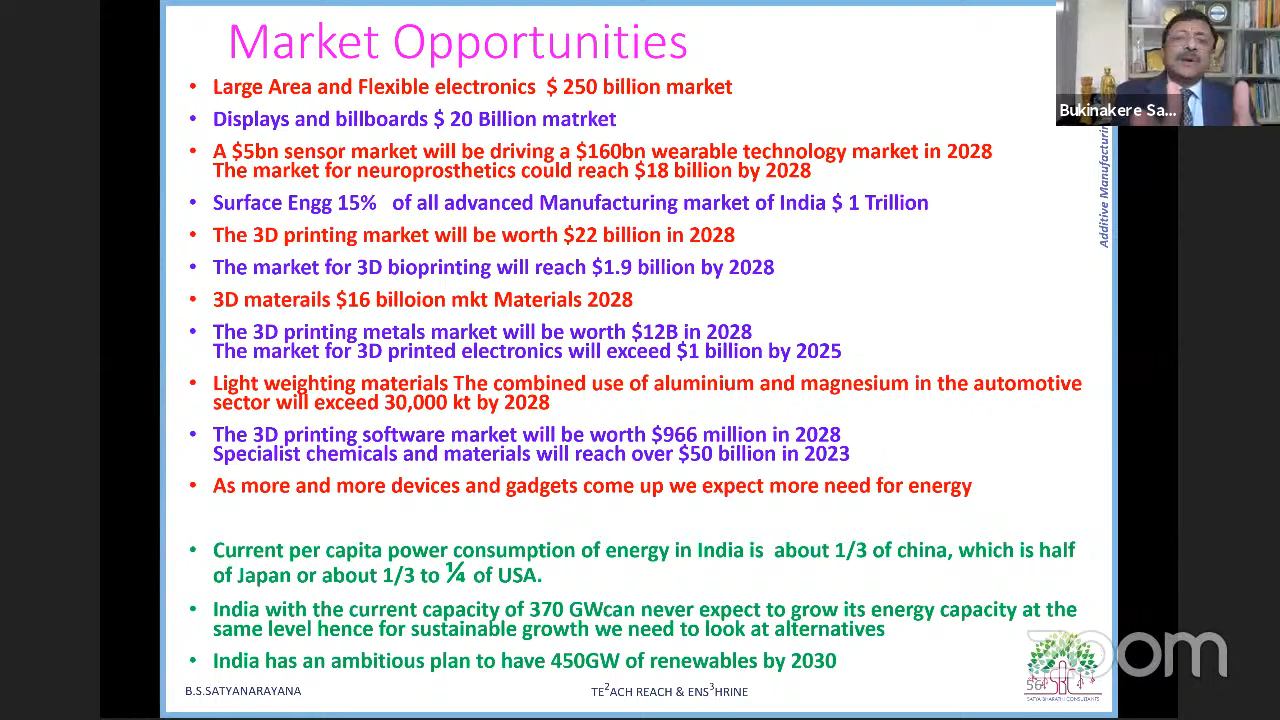 Market Opportunities
• Large Area and Flexible electronics $ 250 billion market
• Displays and billboards $ 20 Billion matrket
• A $5bn sensor market will be driving a $160bn wearable technology market in 2028
The market for neuroprosthetics could reach $18 billion by 2028
• Surface Engg 15% of all advanced Manufacturing market of India $ 1 Trillion
• The 3D printing market will be worth $22 billion in 2028
• The market for 3D bioprinting will reach $1.9 billion by 2028
• 3D materails $16 billoion mkt Materials 2028
• The 3D printing metals market will be worth $12B in 2028
The market for 3D printed electronics will exceed $1 billion by 2025
• Light weighting materials The combined use of aluminium and magnesium in the automotive
sector will exceed 30,000 kt by 2028
• The 3D printing software market will be worth $966 million in 2028
Specialist chemicals and materials will reach over $50 billion in 2023
• As more and more devices and gadgets come up we expect more need for energy
• Current per capita power consumption of energy in India is about 1/3 of china, which is half
of Japan or about 1/3 to ¼ of USA.
• India with the current capacity of 370 GWcan never expect to grow its energy capacity at the
same level hence for sustainable growth we need to look at alternatives
• India has an ambitious plan to have 450GW of renewables by 2030
B.S.SATYANARAYANA
TE²ACH REACH & ENS³HRINE
56
SATYA BHARATHI CONSULTANTS
zoom
Bukinakere Sa...
Additive Manufacturin